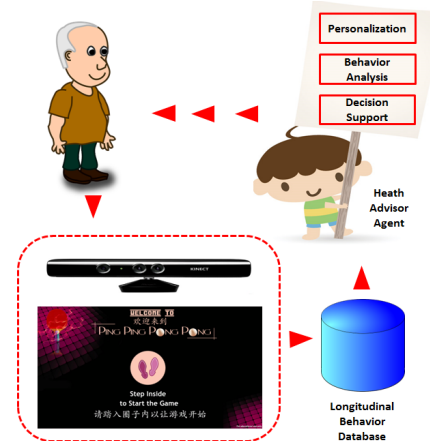 Personalization
Behavior
Analysis
Decision
Support
Heath
Advisor
Agent
KINECT
WELCOME TO
欢迎来到
PING PING PONG PONG
Step Inside
to Start the Game
请踏入圈子内以让游戏开始
Longitudinal
Behavior
Database